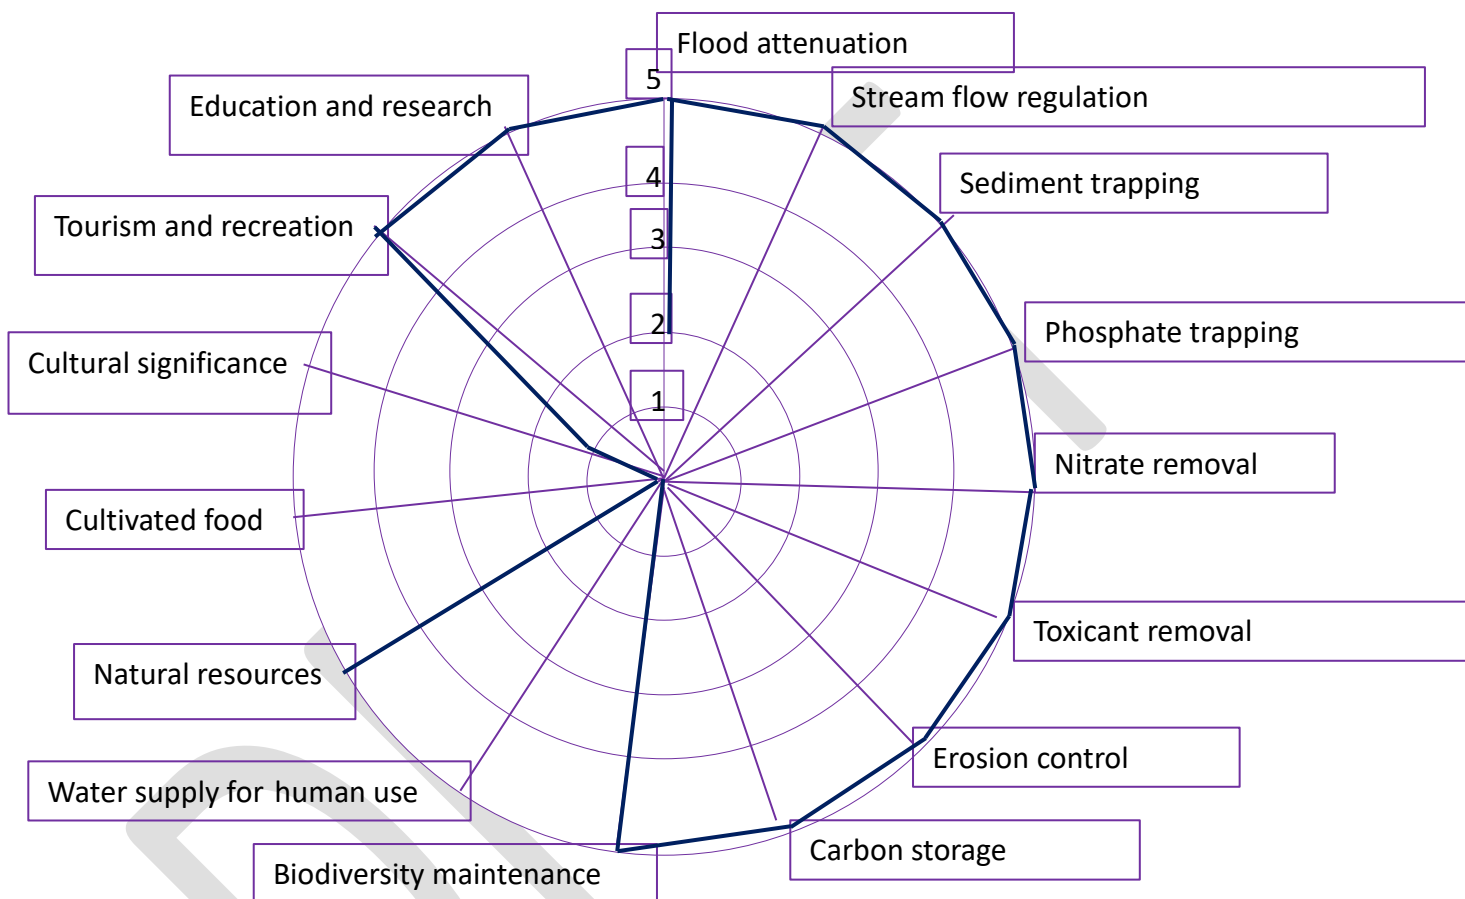 Flood attenuation
5
Stream flow regulation
Education and research
4
Sediment trapping
Tourism and recreation
3
2
Phosphate trapping
Cultural significance
1
Nitrate removal
Cultivated food
Toxicant removal
Natural resources
Erosion control
Water supply for human use
Carbon storage
Biodiversity maintenance